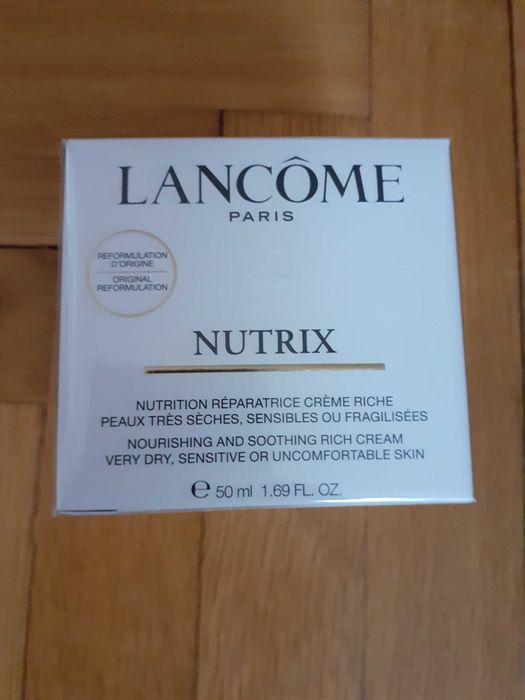 LANCÔME
PARIS
REFORMULATION
D'ORIGINE
ORIGINAL
REFORMULATION
NUTRIX
NUTRITION RÉPARATRICE CRÈME RICHE
PEAUX TRÈS SÈCHES, SENSIBLES OU FRAGILISÉES
NOURISHING AND SOOTHING RICH CREAM
VERY DRY, SENSITIVE OR UNCOMFORTABLE SKIN
℮ 50 ml 1.69 FL. OZ.